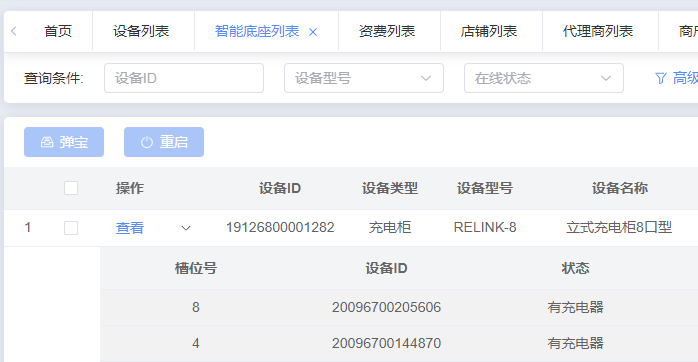 首页 设备列表 智能底座列表 × 资费列表 店铺列表 代理商列表
查询条件: 设备ID 设备型号 在线状态 高级
弹宝 重启
操作 设备ID 设备类型 设备型号 设备名称
1 查看 19126800001282 充电柜 RELINK-8 立式充电柜8口型
槽位号 设备ID 状态
8 20096700205606 有充电器
4 20096700144870 有充电器